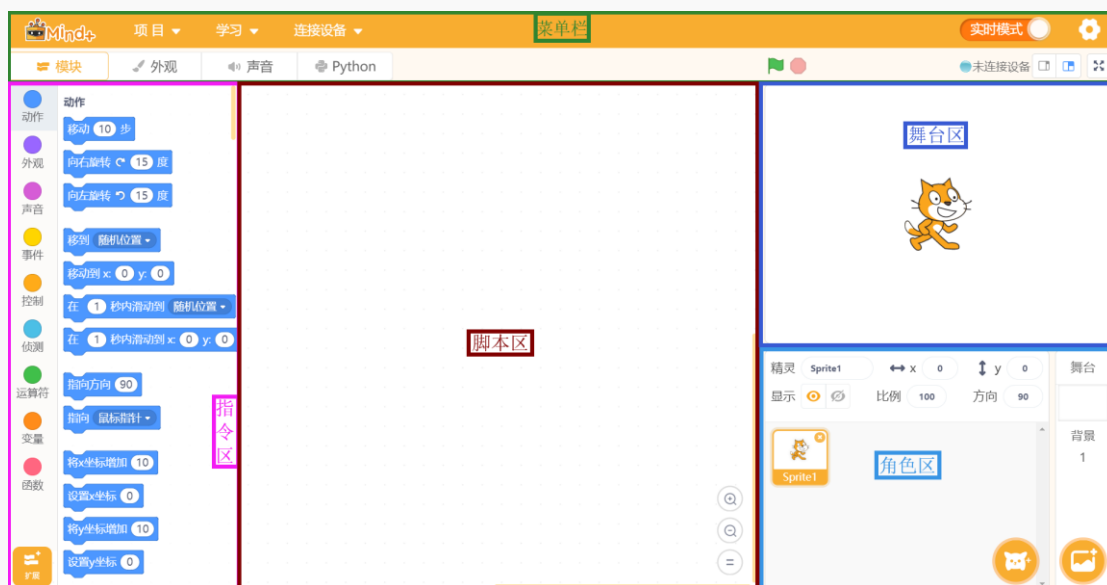 Mind+ 项目 学习 连接设备 菜单栏 实时模式
模块 外观 声音 Python 未连接设备
动作
外观
声音
事件
控制
侦测
运算符
变量
函数
扩展
动作
移动 10 步
向右旋转 15 度
向左旋转 15 度
移到 随机位置
移动到 x: 0 y: 0
在 1 秒内滑动到 随机位置
在 1 秒内滑动到 x: 0 y: 0
指向方向 90
指向 鼠标指针
将x坐标增加 10
设置x坐标 0
将y坐标增加 10
设置y坐标 0
指令区
脚本区
舞台区
精灵 Sprite1 x 0 y 0
显示 比例 100 方向 90
Sprite1
角色区
舞台
背景
1